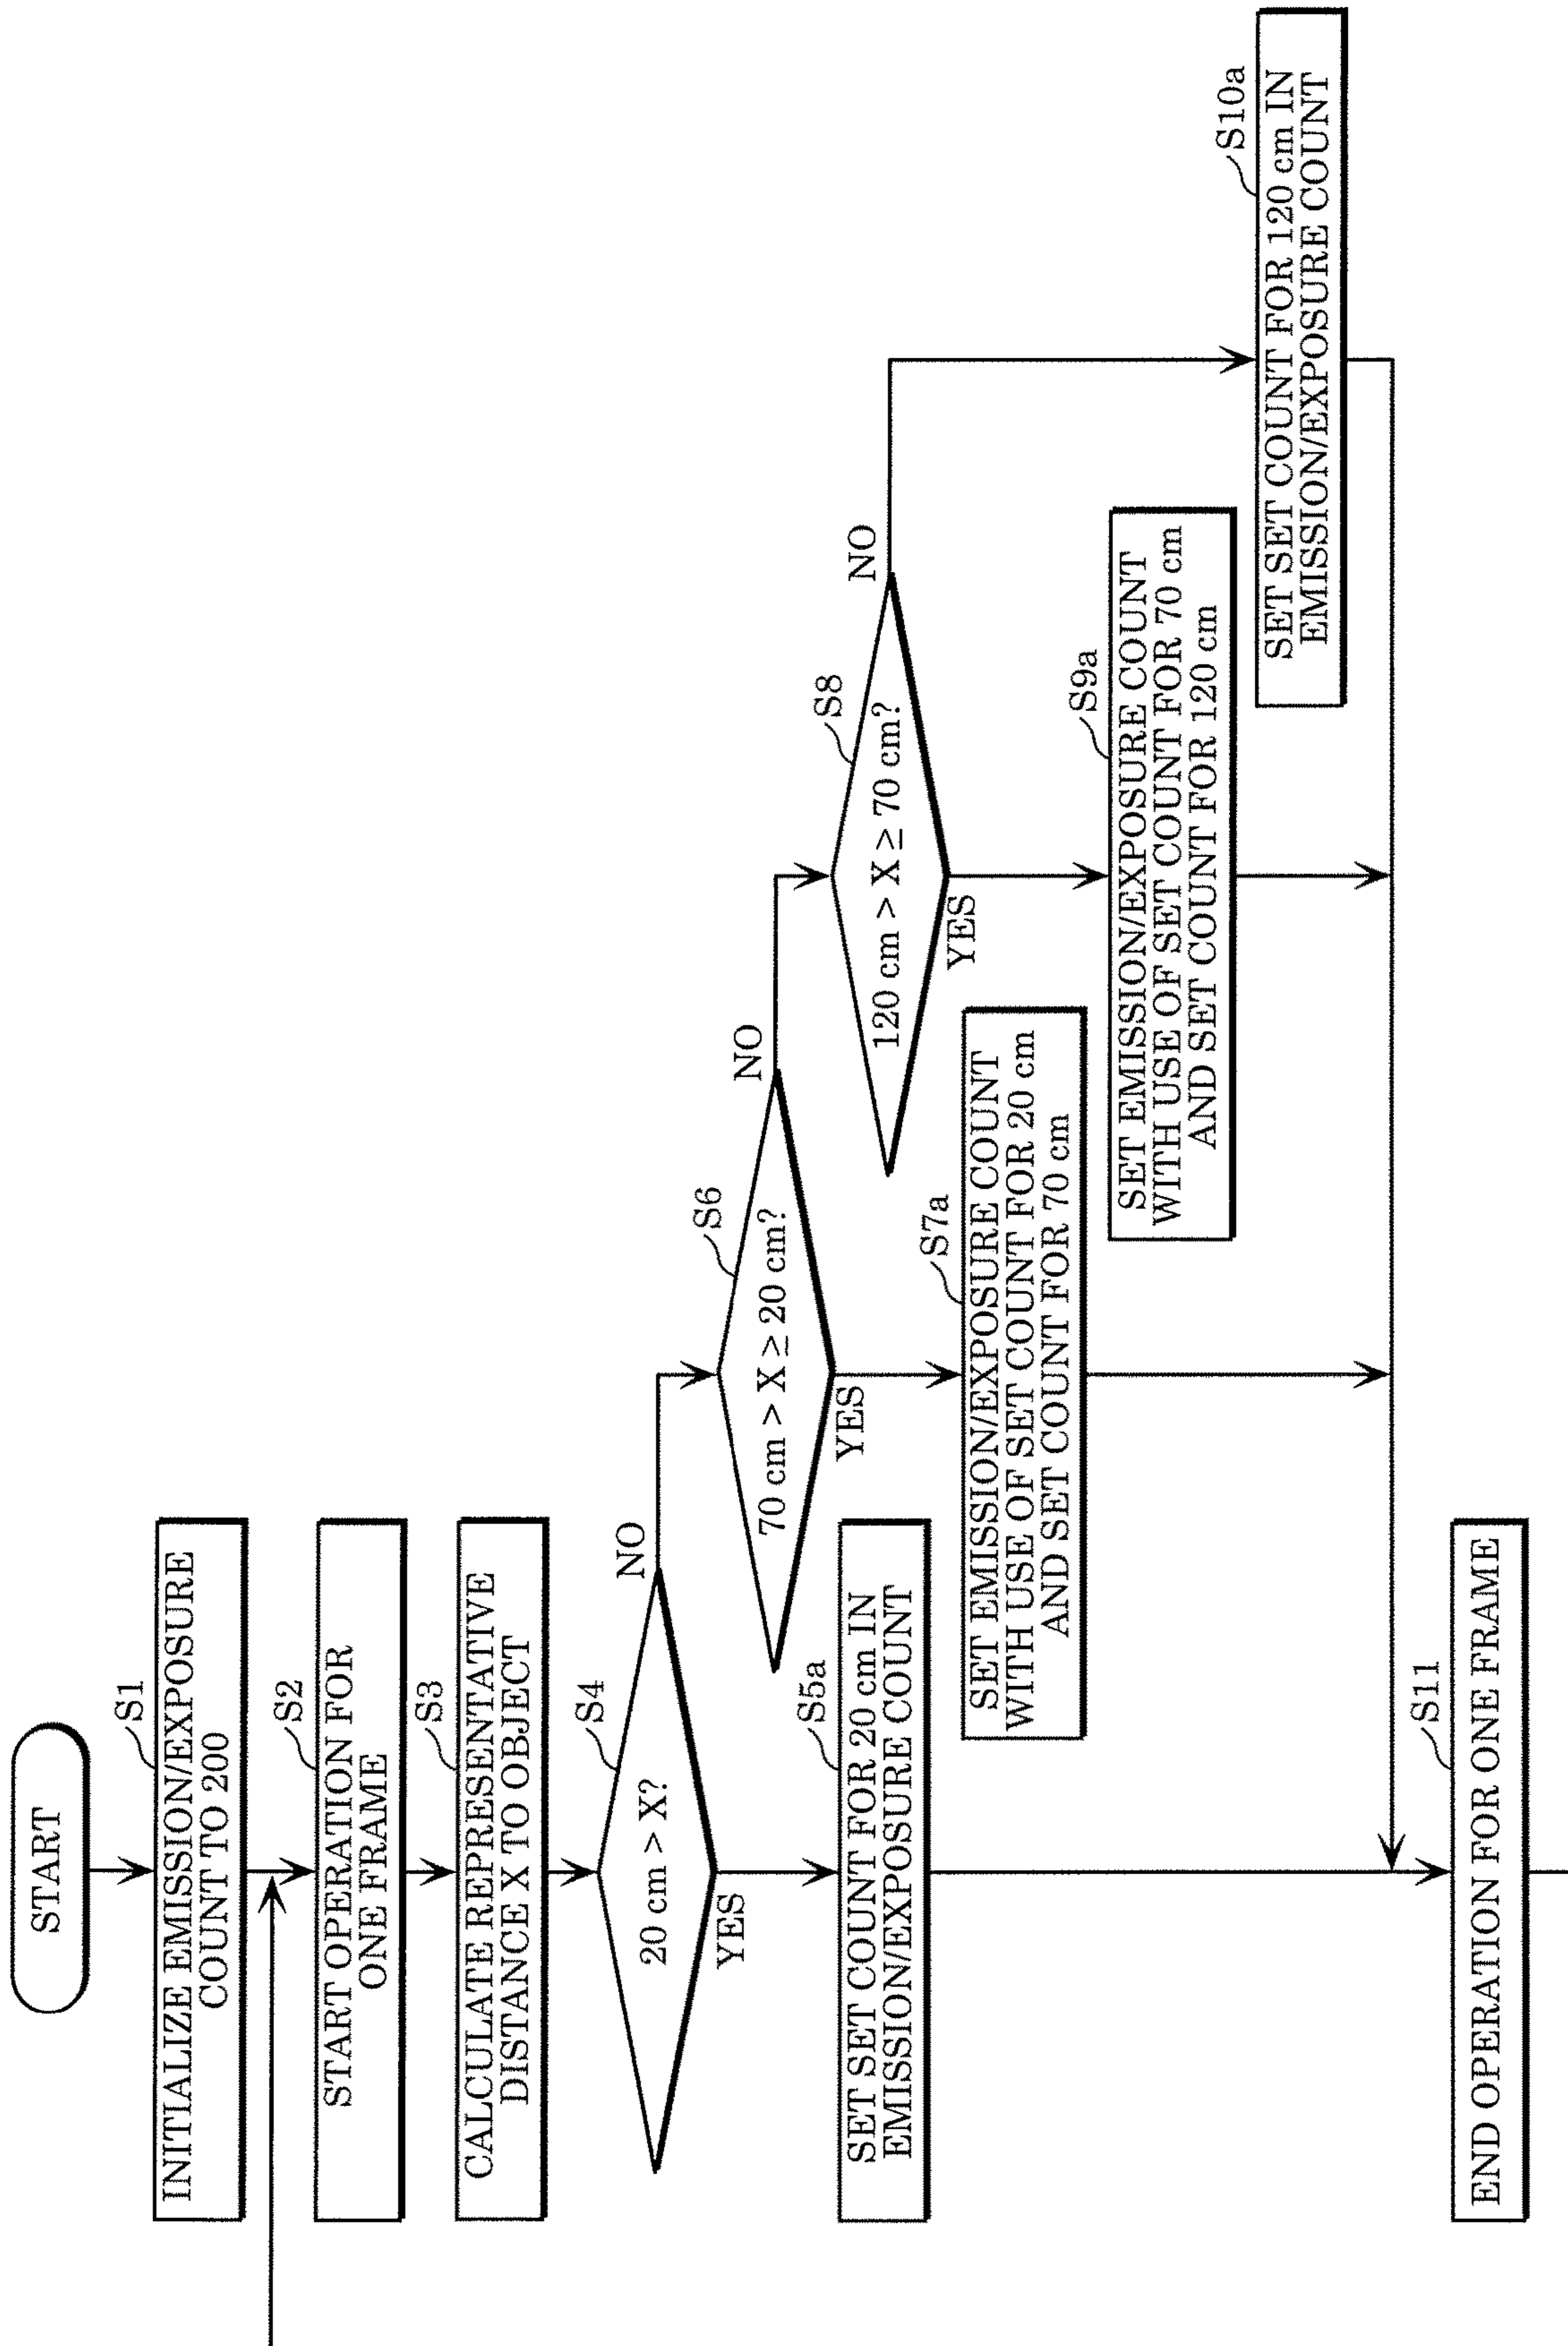 START
S1
INITIALIZE EMISSION/EXPOSURE
COUNT TO 200
S2
START OPERATION FOR
ONE FRAME
S3
CALCULATE REPRESENTATIVE
DISTANCE X TO OBJECT
S4
20 cm > X?
NO
YES
S5a
SET SET COUNT FOR 20 cm IN
EMISSION/EXPOSURE COUNT
S6
70 cm > X ≥ 20 cm?
NO
YES
S7a
SET EMISSION/EXPOSURE COUNT
WITH USE OF SET COUNT FOR 20 cm
AND SET COUNT FOR 70 cm
S8
120 cm > X ≥ 70 cm?
NO
YES
S9a
SET EMISSION/EXPOSURE COUNT
WITH USE OF SET COUNT FOR 70 cm
AND SET COUNT FOR 120 cm
S10a
SET SET COUNT FOR 120 cm IN
EMISSION/EXPOSURE COUNT
S11
END OPERATION FOR ONE FRAME